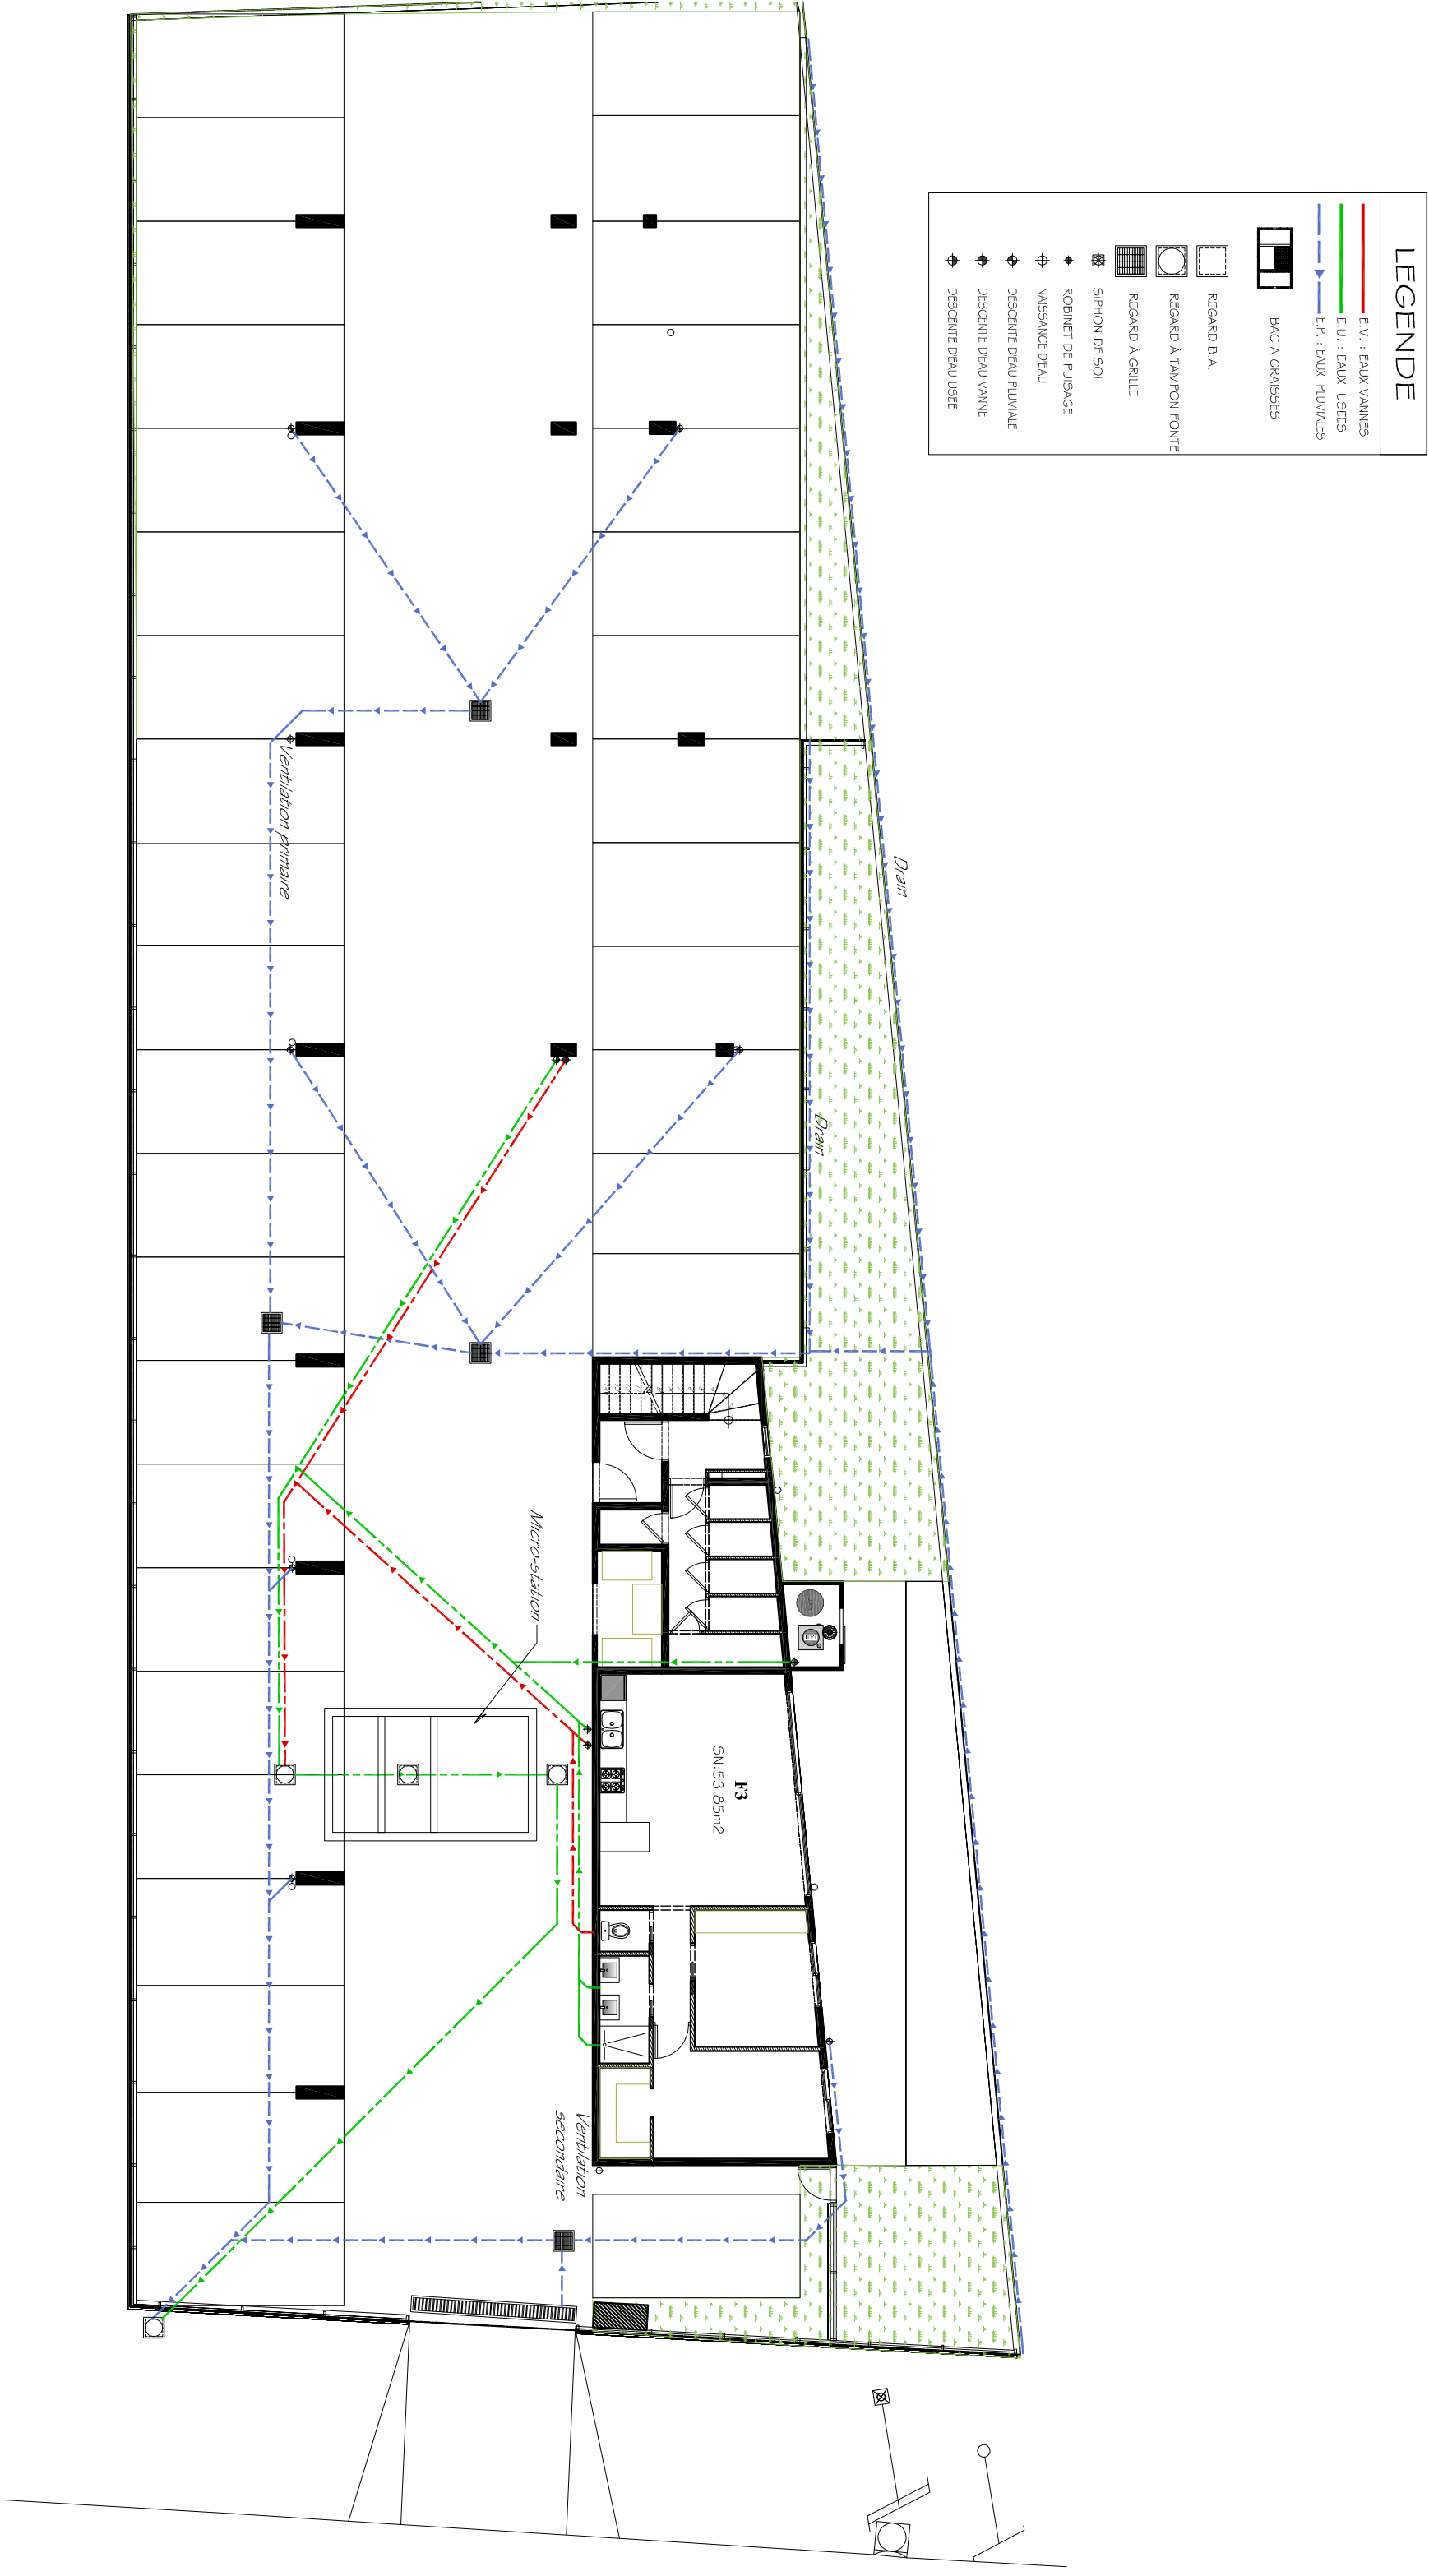 LEGENDE
E.V. : EAUX VANNES
E.U. : EAUX USEES
E.P. : EAUX PLUVIALES
BAC A GRAISSES
REGARD B.A.
REGARD À TAMPON FONTE
REGARD À GRILLE
SIPHON DE SOL
ROBINET DE PUISAGE
NAISSANCE D'EAU
DESCENTE D'EAU PLUVIALE
DESCENTE D'EAU VANNE
DESCENTE D'EAU USEE
Drain
Drain
Ventilation primaire
Micro-station
F3
SN:53.85m2
Ventilation
secondaire